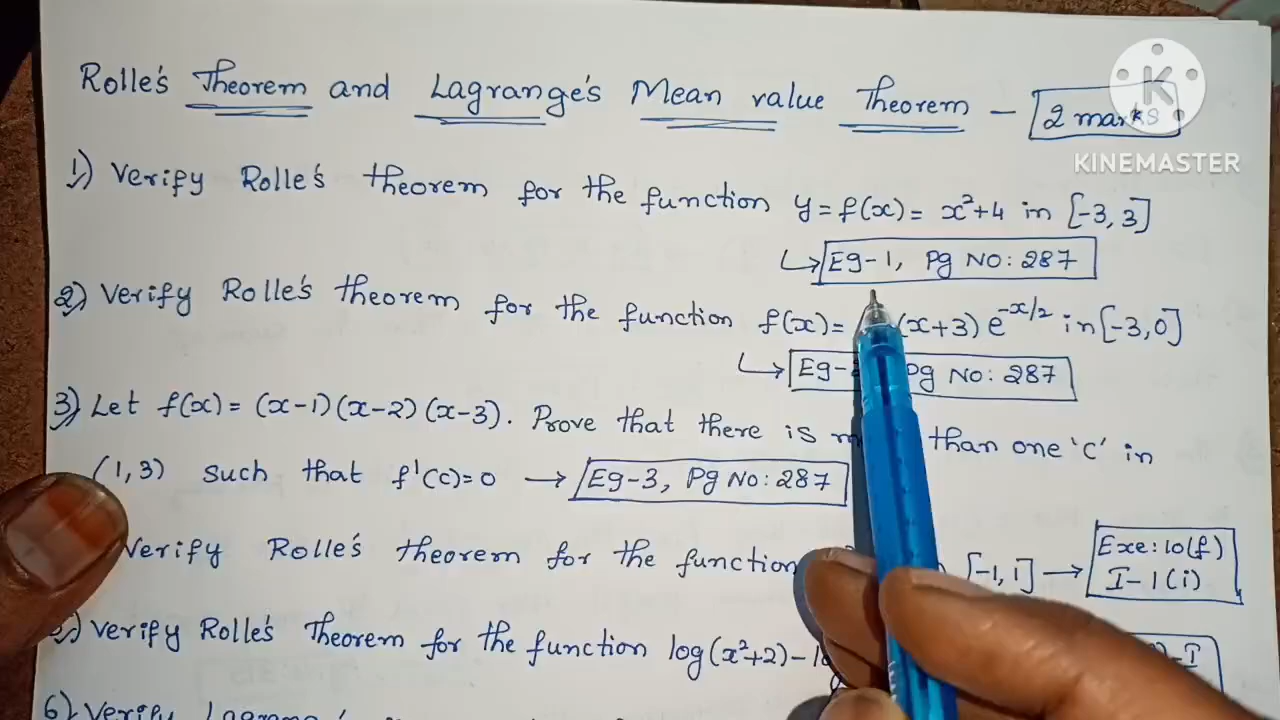 Rolle's Theorem and Lagrange's Mean value Theorem - 2 marks
KINEMASTER
1) Verify Rolle's theorem for the function y = f(x) = x²+4 in [-3, 3]
↳ Eg-1, Pg NO: 287
2) Verify Rolle's theorem for the function f(x) = (x+3) e^{-x/2} in [-3, 0]
↳ Eg- Pg NO: 287
3) Let f(x) = (x-1) (x-2) (x-3). Prove that there is than one 'c' in
(1, 3) such that f'(c)=0 → Eg-3, Pg No: 287
Verify Rolle's theorem for the function [-1, 1] → Exe: 10(f)
I-1(i)
Verify Rolle's Theorem for the function log(x²+2) - I
6) Verify